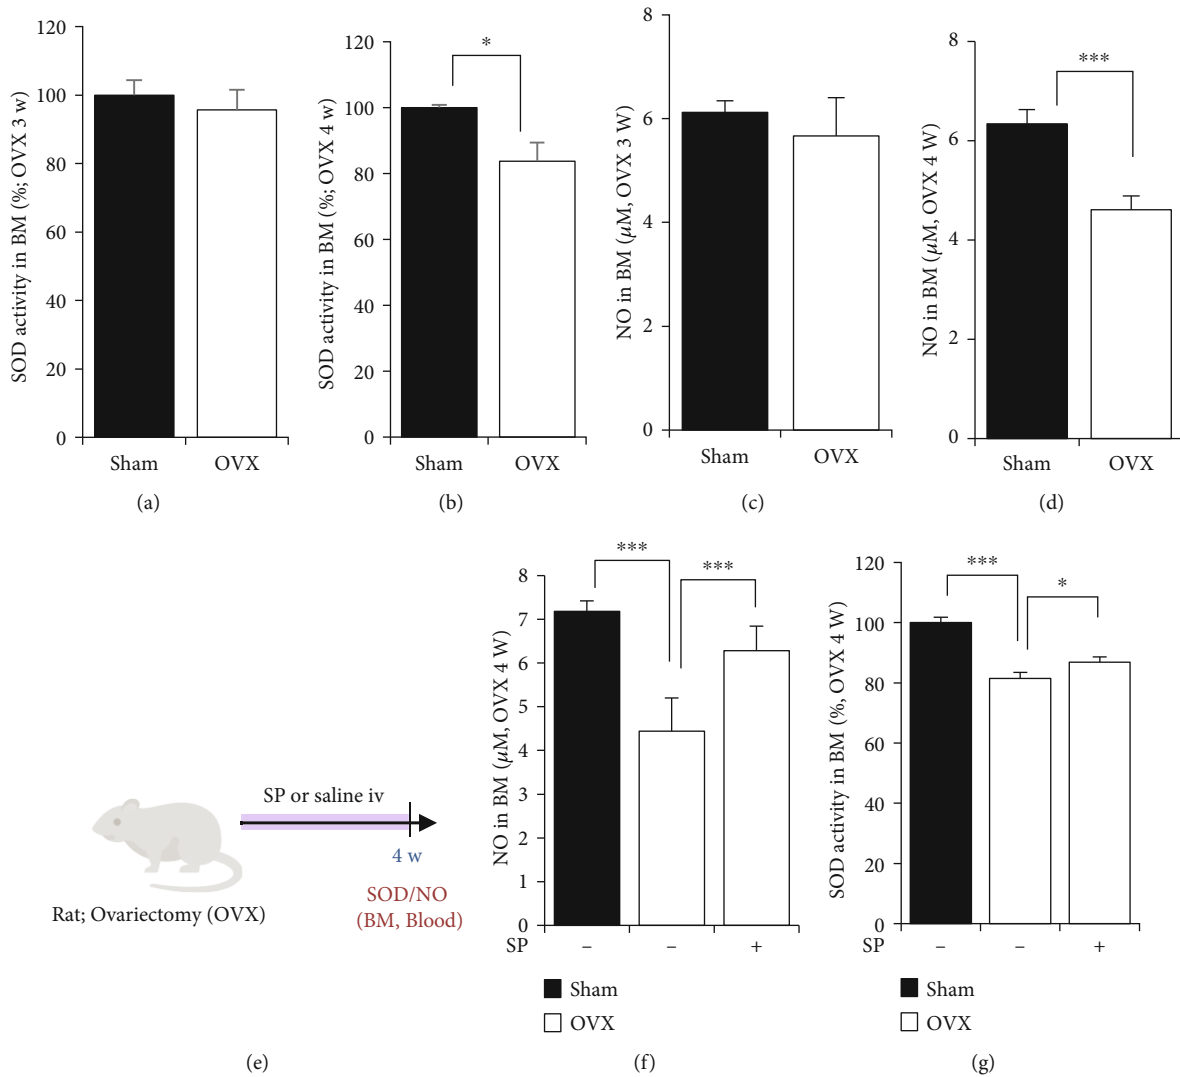 SOD activity in BM (%; OVX 3 w)
120
100
80
60
40
20
0
Sham OVX
(a)
SOD activity in BM (%; OVX 4 w)
120
100
80
60
40
20
0
*
Sham OVX
(b)
NO in BM (μM, OVX 3 W)
8
6
4
2
0
Sham OVX
(c)
NO in BM (μM, OVX 4 W)
8
6
4
2
0
***
Sham OVX
(d)
SP or saline iv
4 w
SOD/NO
(BM, Blood)
Rat; Ovariectomy (OVX)
(e)
NO in BM (μM, OVX 4 W)
8
7
6
5
4
3
2
1
0
***
***
SP – – +
Sham
OVX
(f)
SOD activity in BM (%, OVX 4 W)
120
100
80
60
40
20
0
***
*
SP – – +
Sham
OVX
(g)